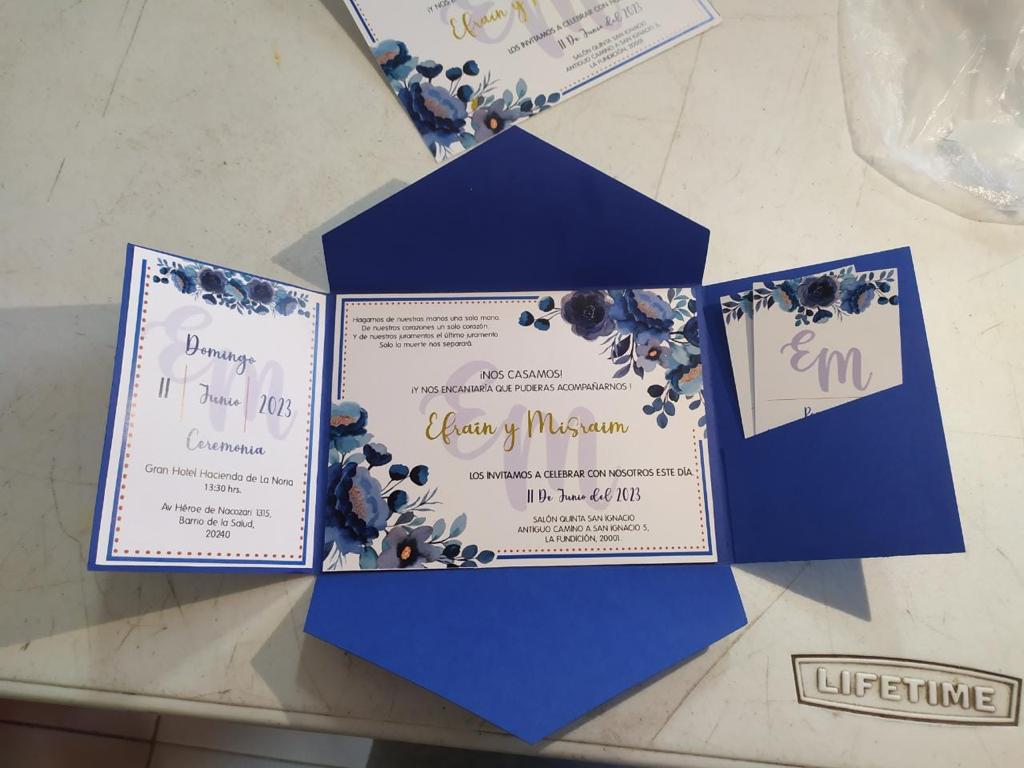 ¡Y NOS E
Efraín y M
LOS INVITAMOS A CELEBRAR CON NO
11 De Junio del 2023
SALÓN QUINTA SAN IGNACIO
ANTIGUO CAMINO A SAN IGNACIO 5,
LA FUNDICIÓN, 20001.
EM
Domingo
11 Junio 2023
Ceremonia
Gran Hotel Hacienda de La Noria
13:30 hrs.
Av Héroe de Nacozari 1315,
Barrio de la Salud,
20240
Hagamos de nuestras manos una sola mano.
De nuestros corazones un solo corazón.
Y de nuestros juramentos el último juramento
Solo la muerte nos separará.
EM
¡NOS CASAMOS!
¡Y NOS ENCANTARÍA QUE PUDIERAS ACOMPAÑARNOS !
Efraín y Misraim
LOS INVITAMOS A CELEBRAR CON NOSOTROS ESTE DÍA.
11 De Junio del 2023
SALÓN QUINTA SAN IGNACIO
ANTIGUO CAMINO A SAN IGNACIO 5,
LA FUNDICIÓN, 20001.
EM
LIFETIME